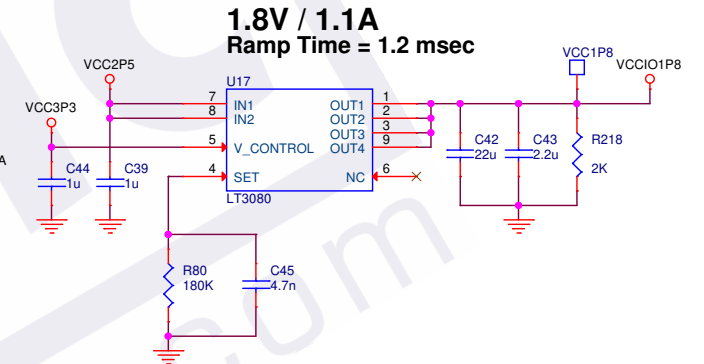 1.8V / 1.1A
Ramp Time = 1.2 msec
VCC2P5
VCC3P3
U17
VCC1P8
VCCIO1P8
7 IN1 OUT1 1
8 IN2 OUT2 2
OUT3 3
5 V_CONTROL OUT4 9
4 SET NC 6
LT3080
A
C44
1u
C39
1u
C42
22u
C43
2.2u
R218
2K
R80
180K
C45
4.7n
com